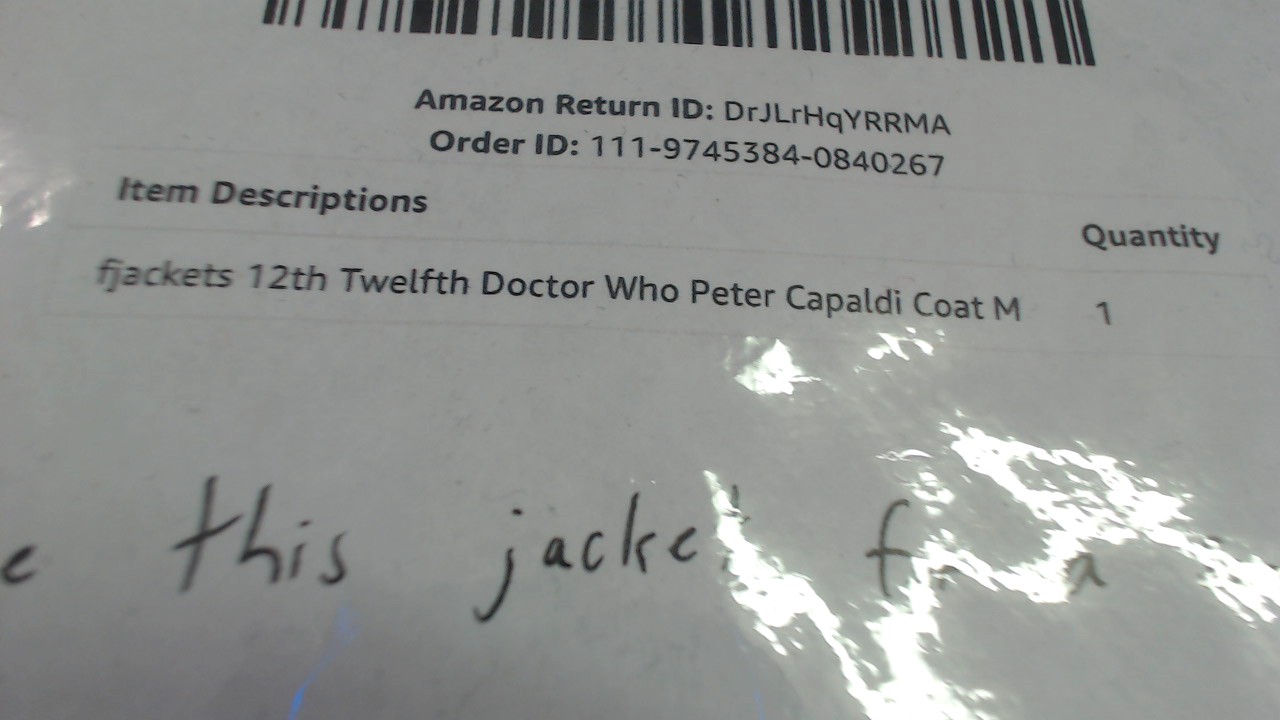 Amazon Return ID: DrJLrHqYRRMA
Order ID: 111-9745384-0840267
Item Descriptions Quantity
fjackets 12th Twelfth Doctor Who Peter Capaldi Coat M 1
this jacket